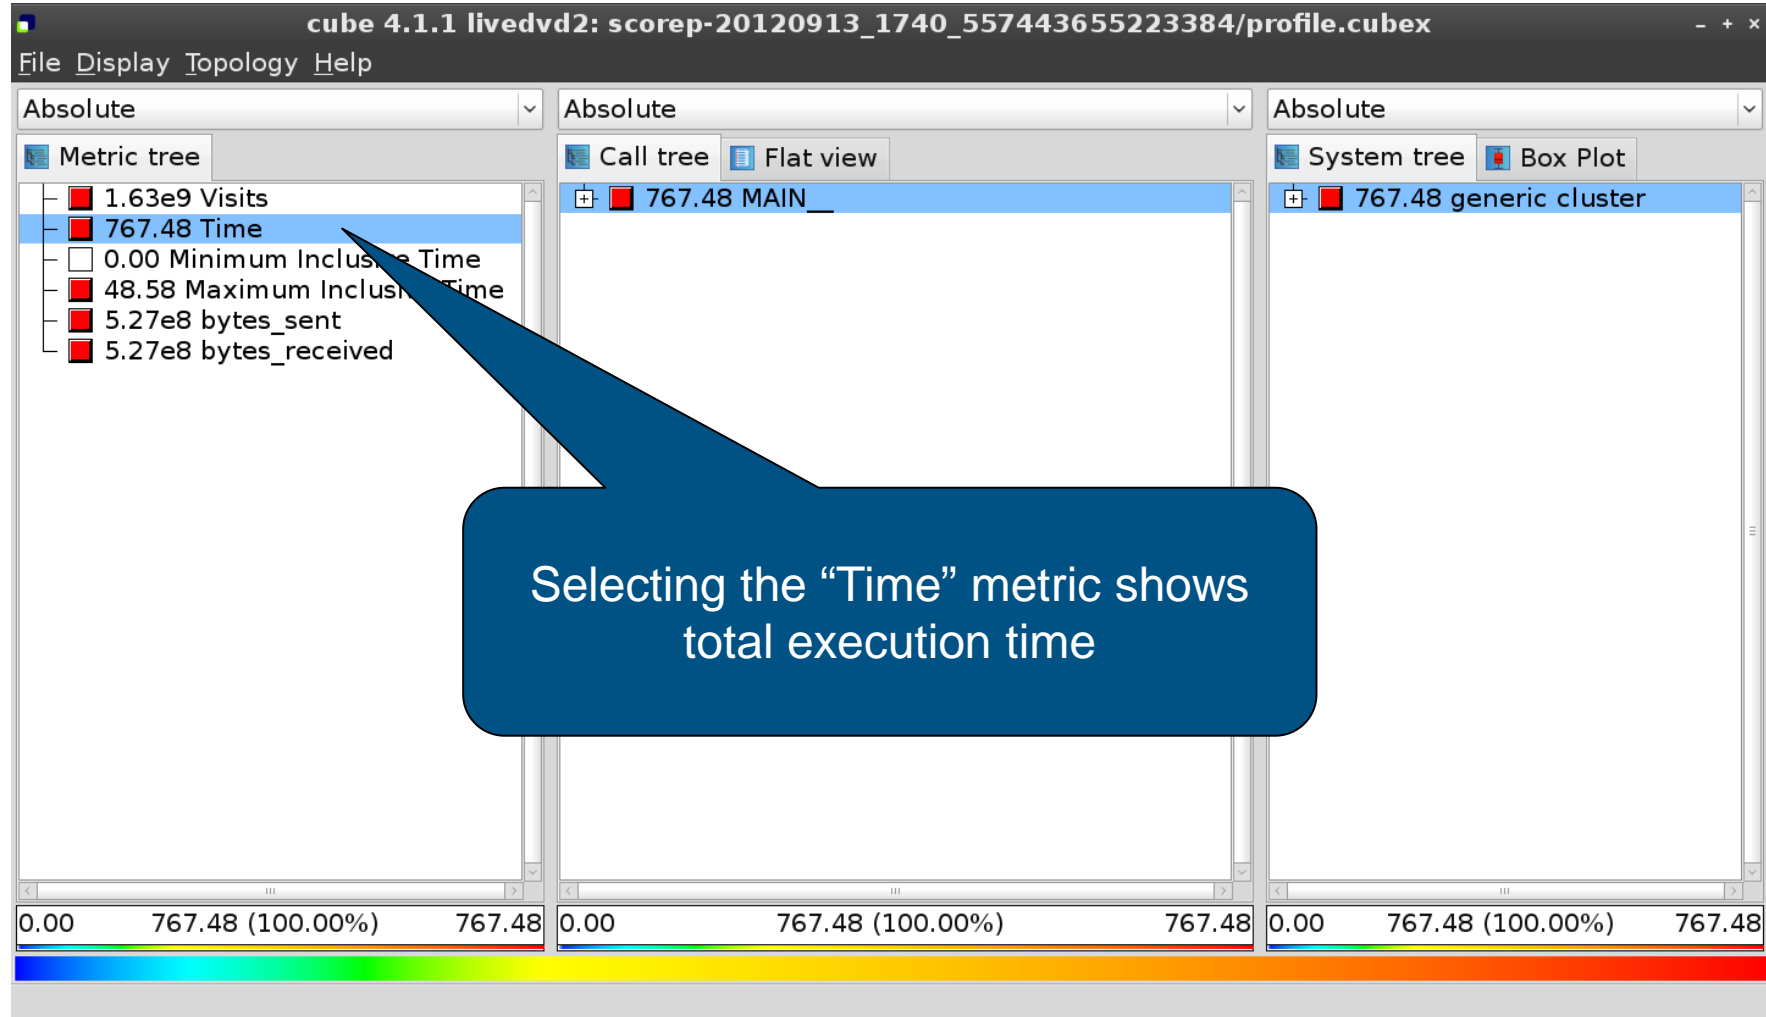 cube 4.1.1 livedvd2: scorep-20120913_1740_557443655223384/profile.cubex
File Display Topology Help
Absolute
Absolute
Absolute
Metric tree
Call tree
Flat view
System tree
Box Plot
1.63e9 Visits
767.48 Time
0.00 Minimum Inclusive Time
48.58 Maximum Inclusive Time
5.27e8 bytes_sent
5.27e8 bytes_received
767.48 MAIN__
767.48 generic cluster
Selecting the “Time” metric shows
total execution time
0.00 767.48 (100.00%) 767.48
0.00 767.48 (100.00%) 767.48
0.00 767.48 (100.00%) 767.48